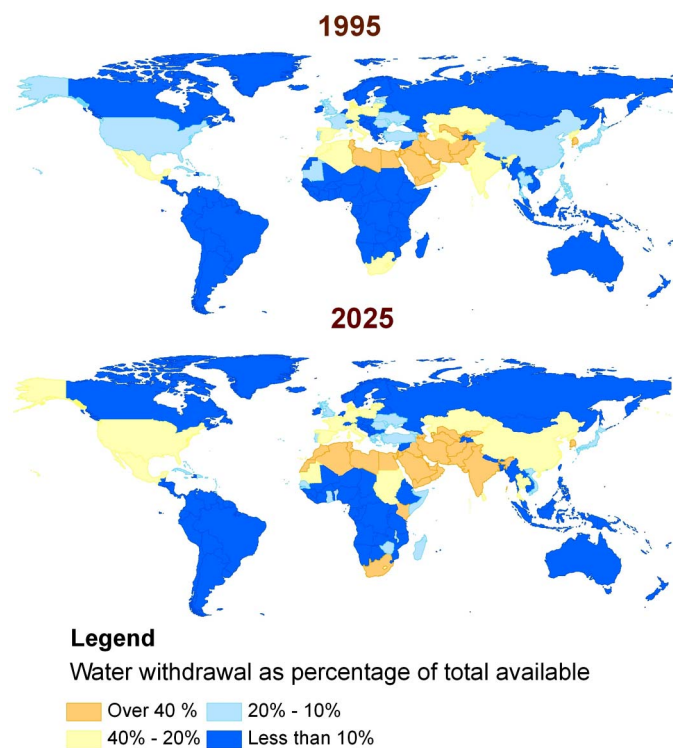 1995
2025
Legend
Water withdrawal as percentage of total available
Over 40 %
20% - 10%
40% - 20%
Less than 10%